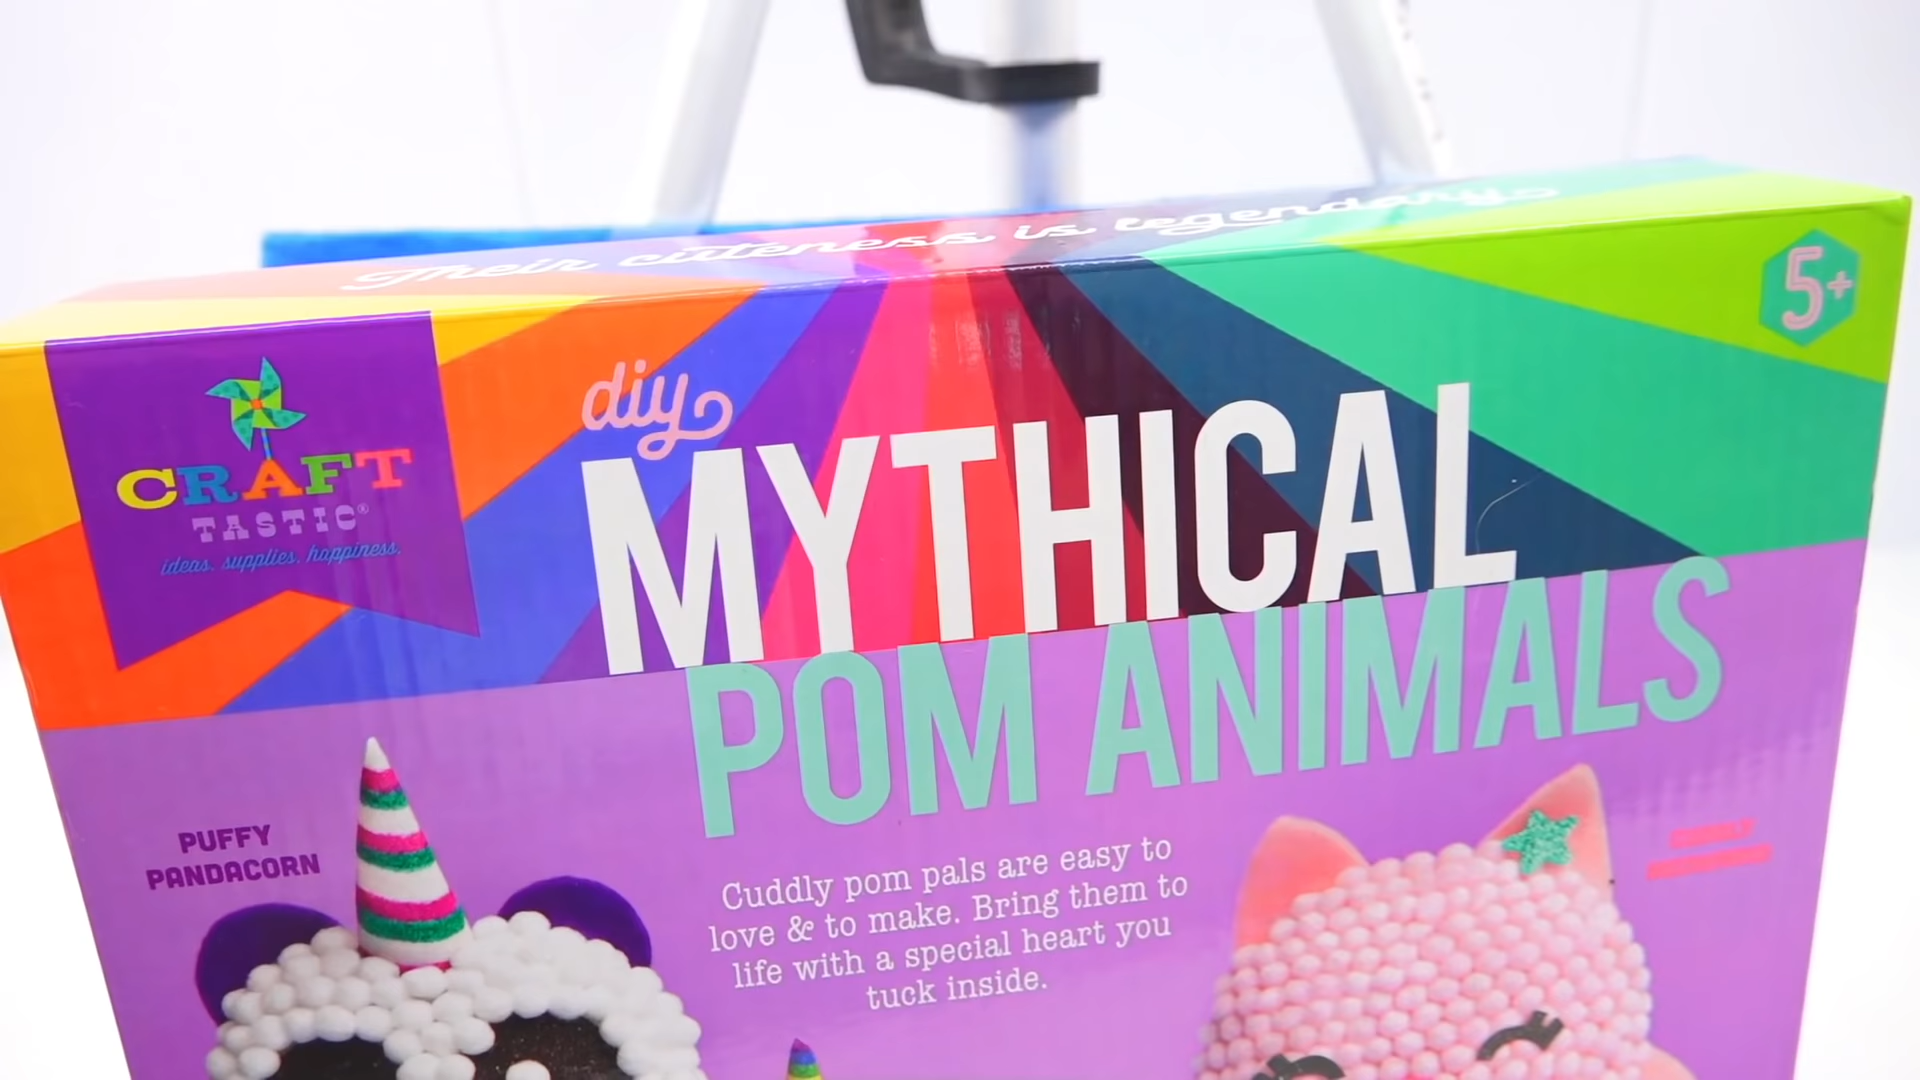 Their cuteness is legendary
5+
CRAFT
TASTIC®
ideas. supplies. happiness.
diy
MYTHICAL
POM ANIMALS
PUFFY
PANDACORN
Cuddly pom pals are easy to
love & to make. Bring them to
life with a special heart you
tuck inside.